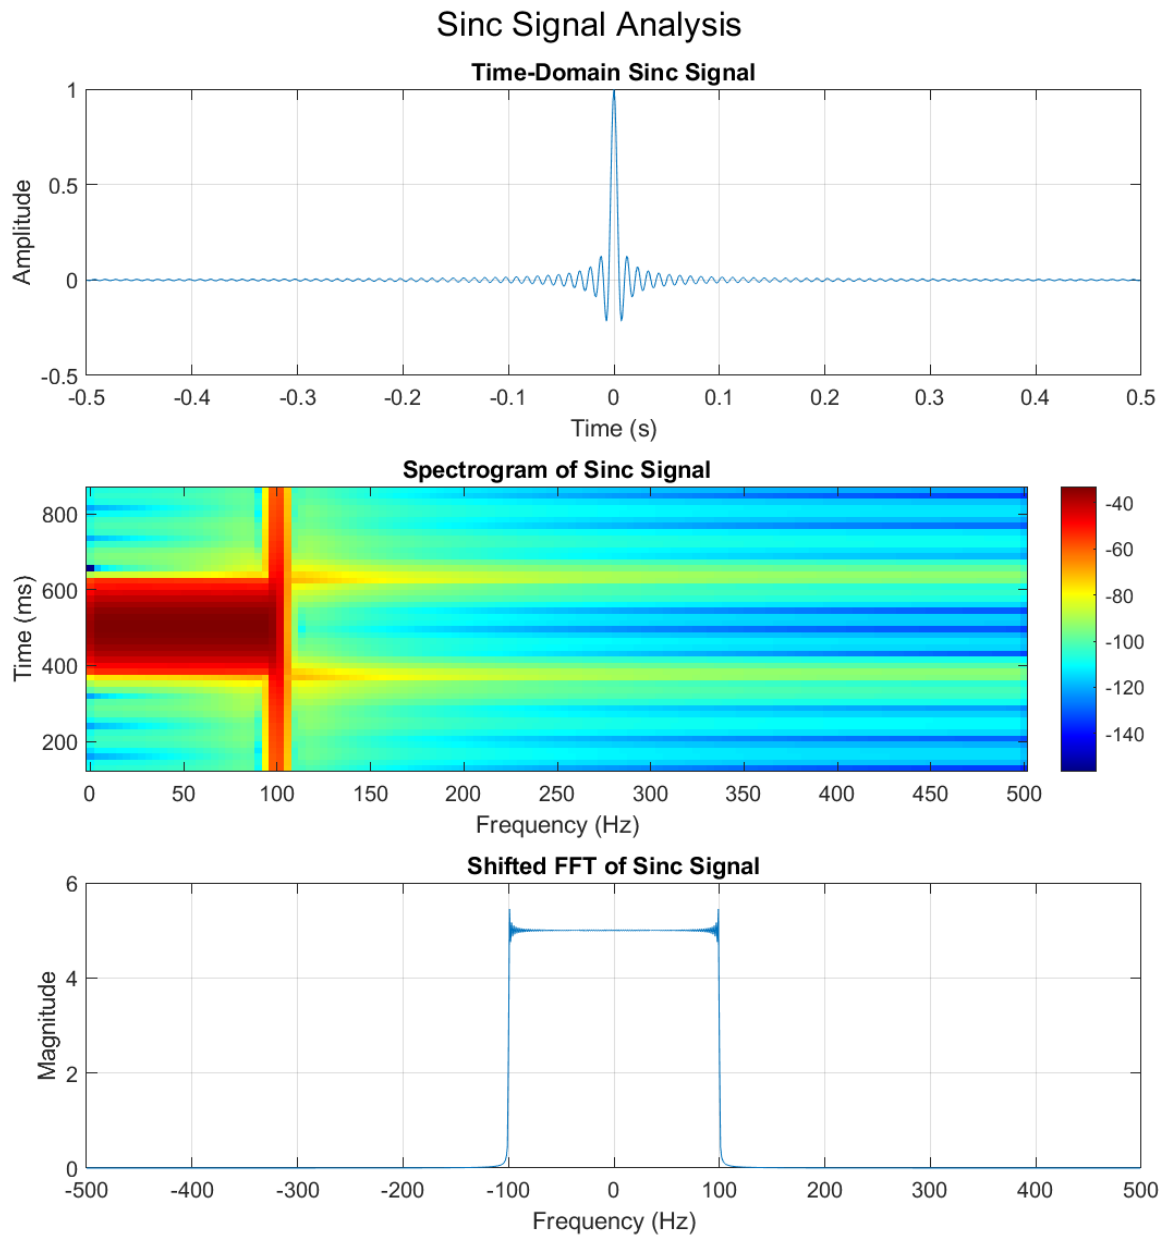 Sinc Signal Analysis
Time-Domain Sinc Signal
1
0.5
0
-0.5
Amplitude
-0.5 -0.4 -0.3 -0.2 -0.1 0 0.1 0.2 0.3 0.4 0.5
Time (s)
Spectrogram of Sinc Signal
800
600
400
200
Time (ms)
-40
-60
-80
-100
-120
-140
0 50 100 150 200 250 300 350 400 450 500
Frequency (Hz)
Shifted FFT of Sinc Signal
6
4
2
0
Magnitude
-500 -400 -300 -200 -100 0 100 200 300 400 500
Frequency (Hz)